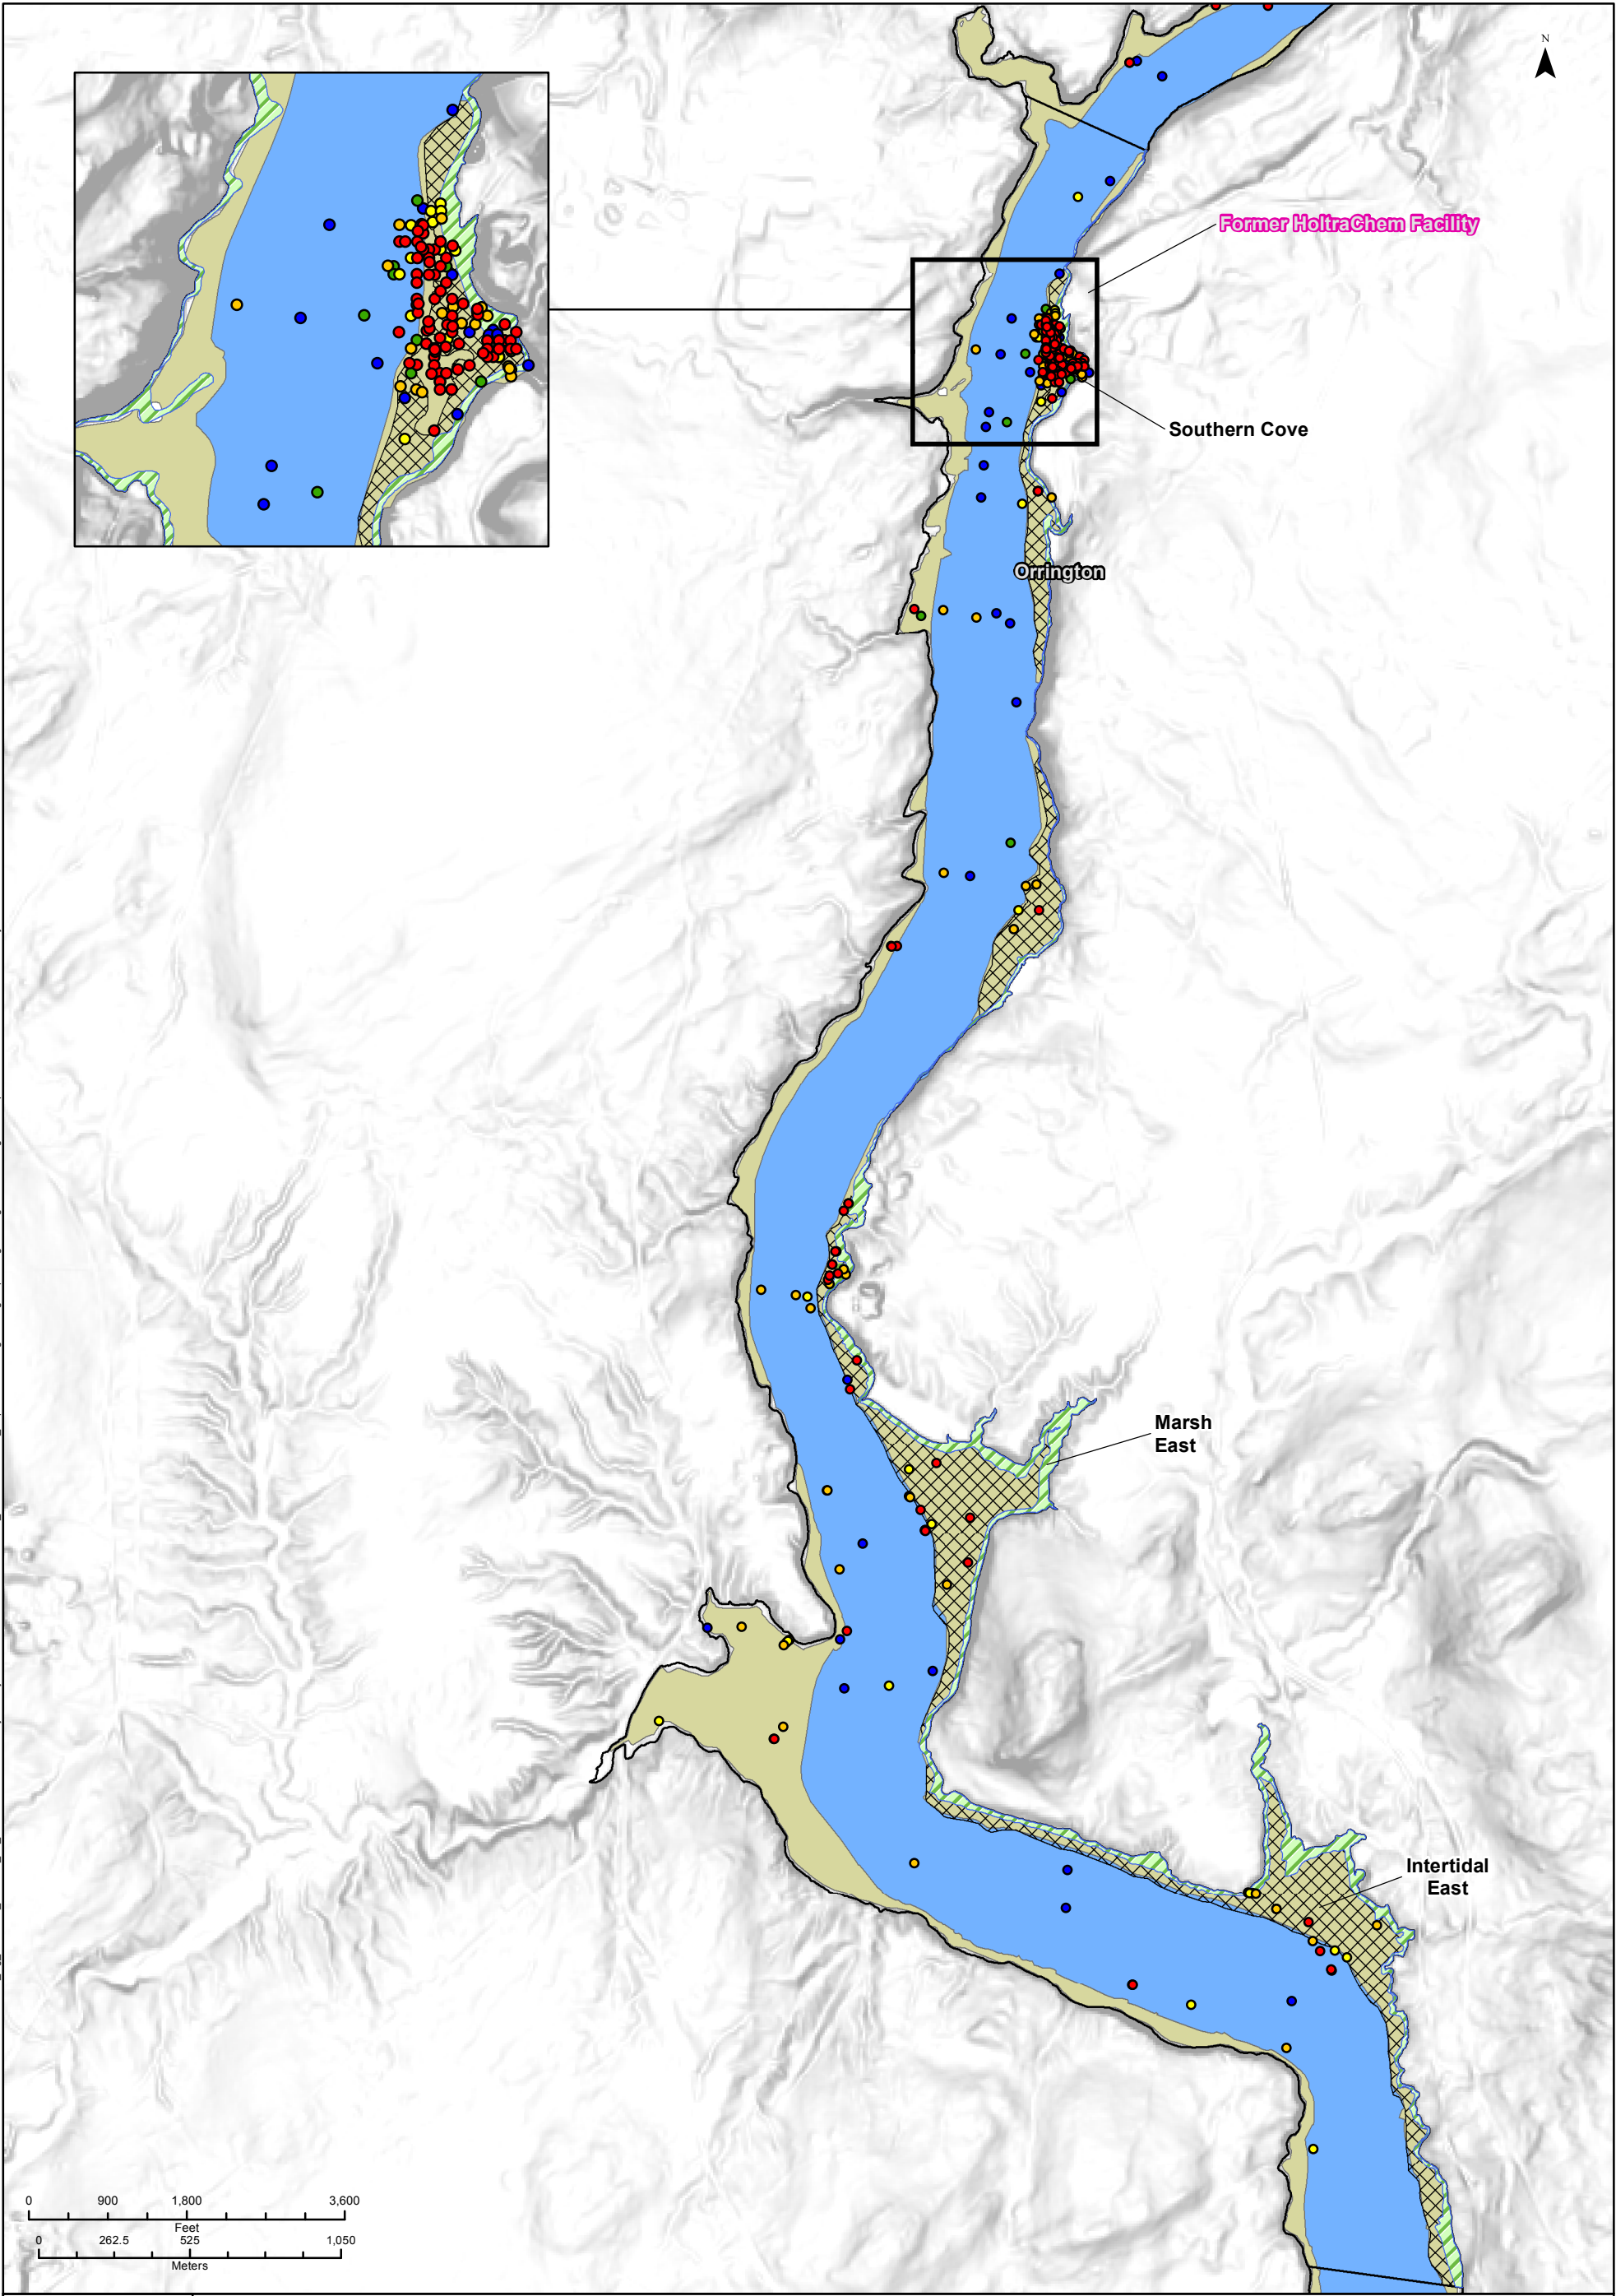 N
Former HoltraChem Facility
Southern Cove
Orrington
Marsh
East
Intertidal
East
0 900 1,800 3,600
Feet
0 262.5 525 1,050
Meters